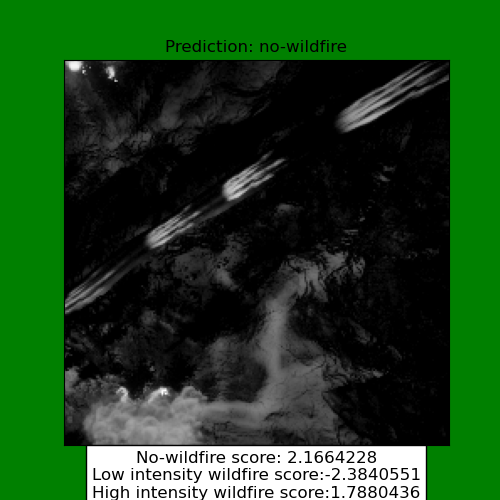 Prediction: no-wildfire
No-wildfire score: 2.1664228
Low intensity wildfire score:-2.3840551
High intensity wildfire score:1.7880436